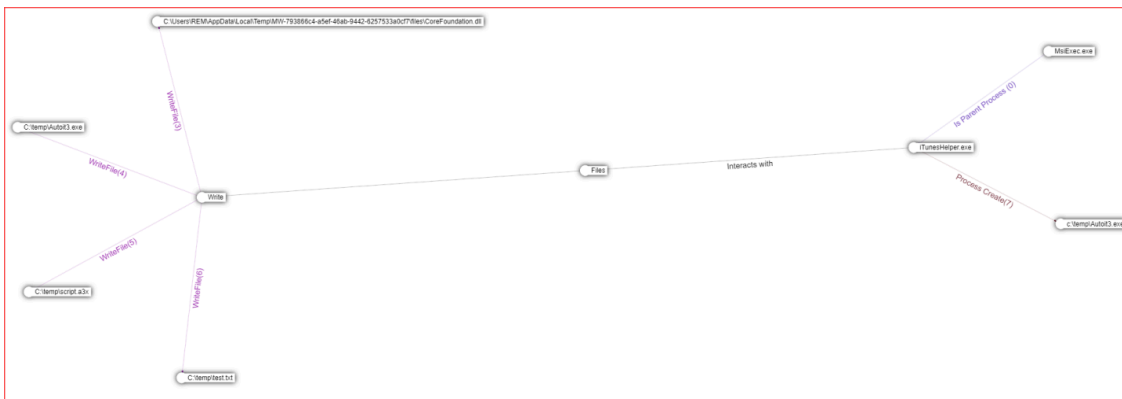 C:\Users\REM\AppData\Local\Temp\MW-793866c4-a5ef-46ab-9442-6257533a0cf7\files\CoreFoundation.dll
MsiExec.exe
WriteFile(3)
Is Parent Process (0)
C:\temp\Autoit3.exe
iTunesHelper.exe
WriteFile(4)
Files
Interacts with
Write
Process Create(7)
c:\temp\Autoit3.exe
WriteFile(5)
WriteFile(6)
C:\temp\script.a3x
C:\temp\test.txt